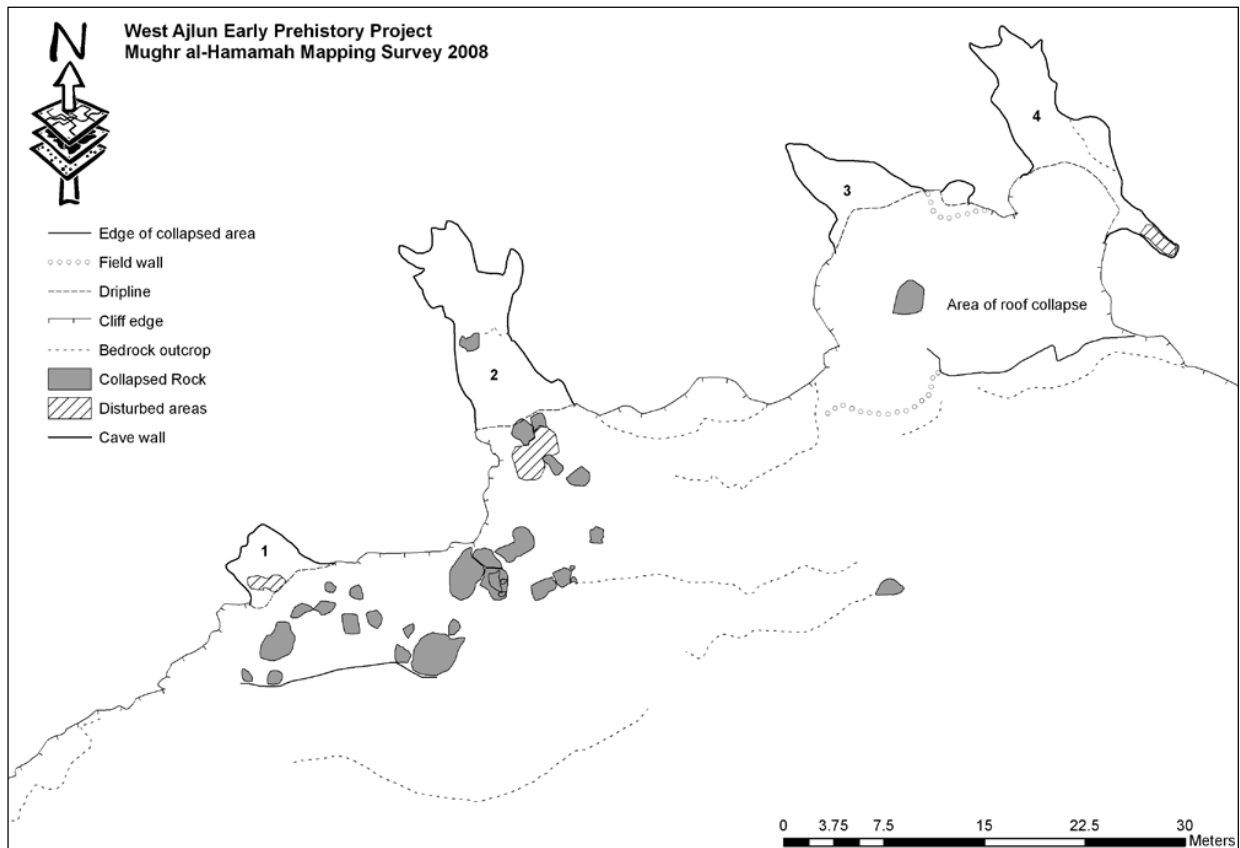 N
West Ajlun Early Prehistory Project
Mughr al-Hamamah Mapping Survey 2008
Edge of collapsed area
Field wall
Dripline
Cliff edge
Bedrock outcrop
Collapsed Rock
Disturbed areas
Cave wall
4
3
Area of roof collapse
2
1
0 3.75 7.5 15 22.5 30
Meters